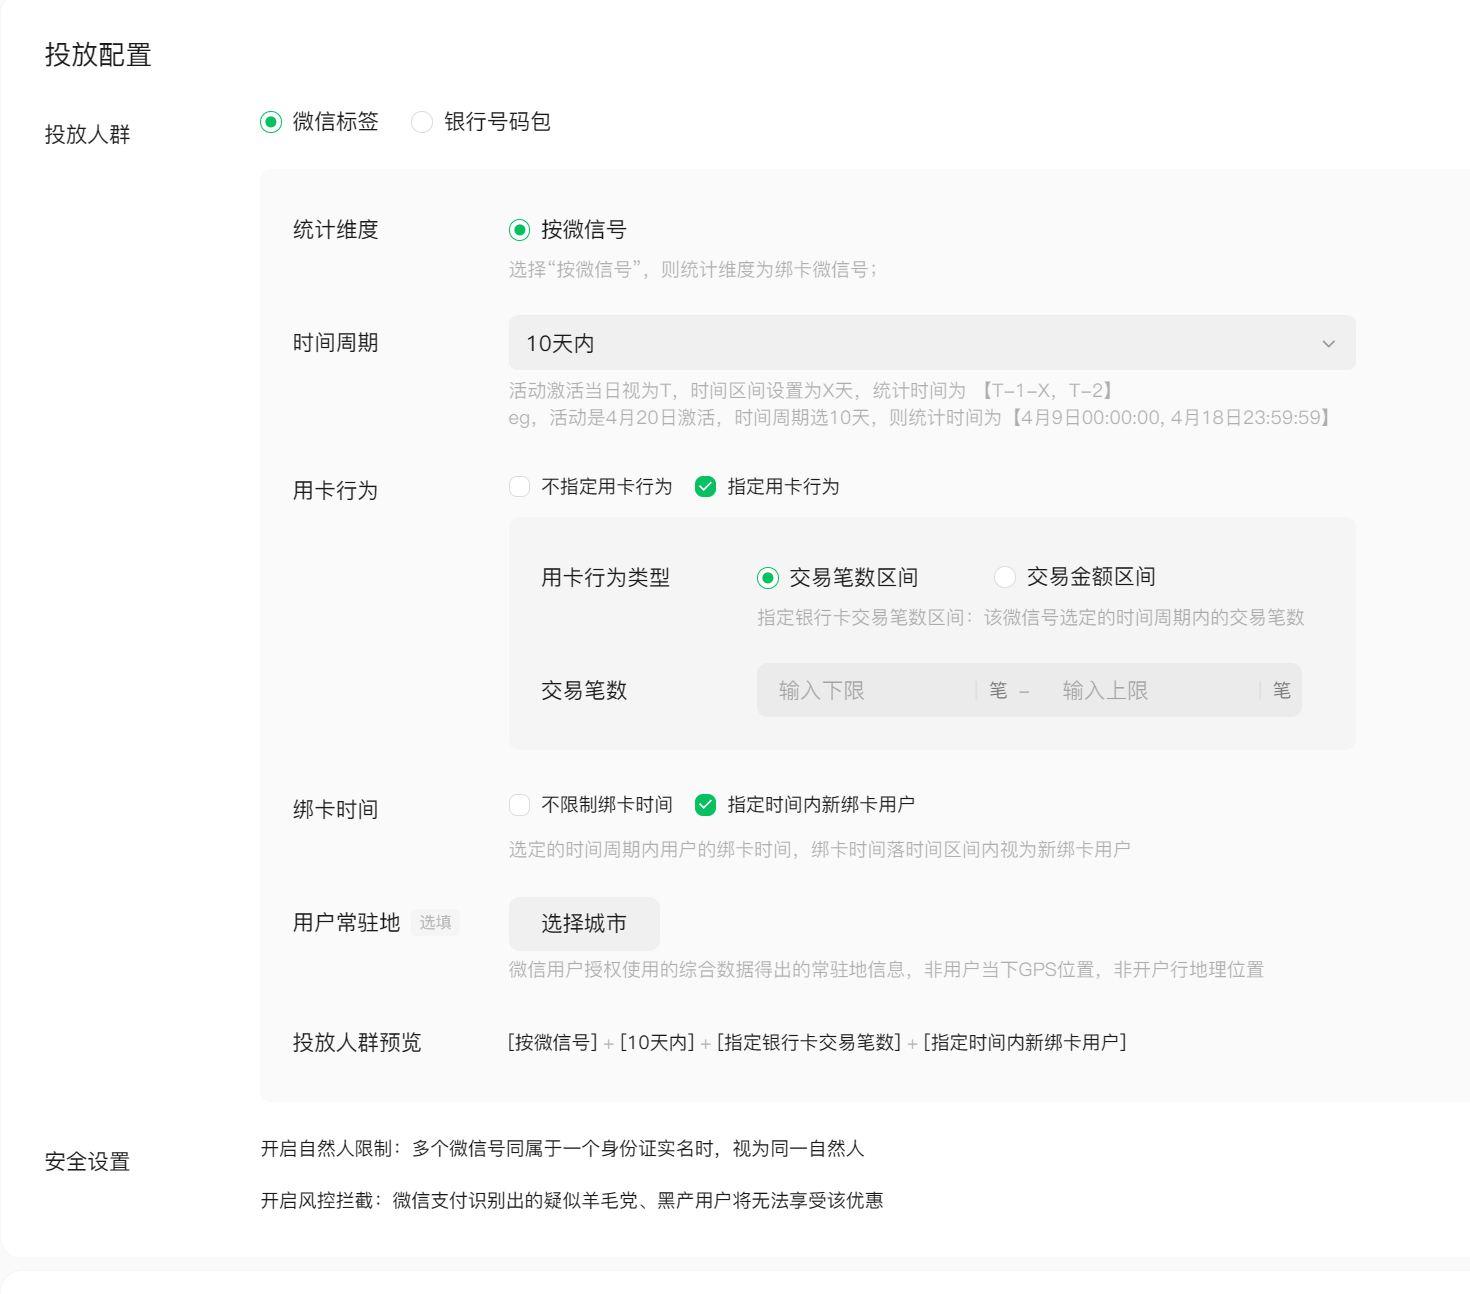 投放配置
投放人群
微信标签 银行号码包
统计维度 按微信号
选择“按微信号”，则统计维度为绑卡微信号；
时间周期 10天内
活动激活当日视为T，时间区间设置为X天，统计时间为 【T-1-X，T-2】
eg，活动是4月20日激活，时间周期选10天，则统计时间为【4月9日00:00:00, 4月18日23:59:59】
用卡行为 不指定用卡行为 指定用卡行为
用卡行为类型 交易笔数区间 交易金额区间
指定银行卡交易笔数区间：该微信号选定的时间周期内的交易笔数
交易笔数 输入下限 笔 – 输入上限 笔
绑卡时间 不限制绑卡时间 指定时间内新绑卡用户
选定的时间周期内用户的绑卡时间，绑卡时间落时间区间内视为新绑卡用户
用户常驻地 选填 选择城市
微信用户授权使用的综合数据得出的常驻地信息，非用户当下GPS位置，非开户行地理位置
投放人群预览 [按微信号] + [10天内] + [指定银行卡交易笔数] + [指定时间内新绑卡用户]
安全设置
开启自然人限制：多个微信号同属于一个身份证实名时，视为同一自然人
开启风控拦截：微信支付识别出的疑似羊毛党、黑产用户将无法享受该优惠